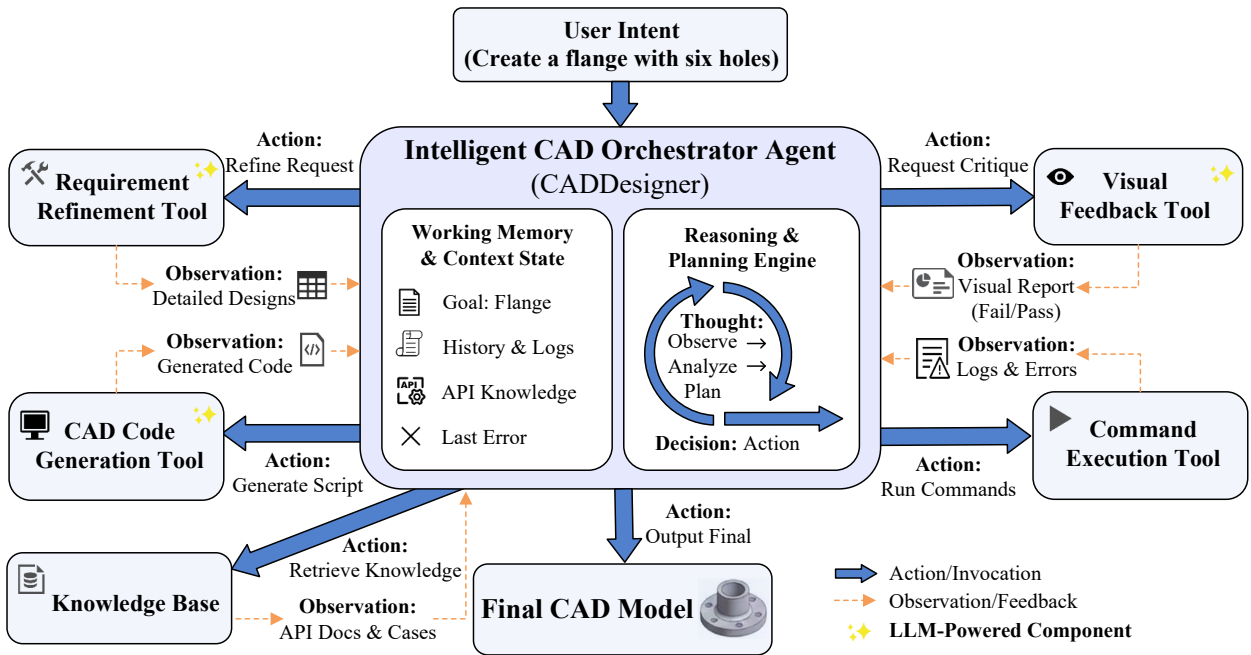 User Intent
(Create a flange with six holes)
Action:
Refine Request
Requirement
Refinement Tool
Observation:
Detailed Designs
Observation:
Generated Code
</>
CAD Code
Generation Tool
Action:
Generate Script
Intelligent CAD Orchestrator Agent
(CADDesigner)
Working Memory
& Context State
Goal: Flange
History & Logs
API
API Knowledge
Last Error
Reasoning &
Planning Engine
Thought:
Observe →
Analyze →
Plan
Decision: Action
Action:
Request Critique
Visual
Feedback Tool
Observation:
Visual Report
(Fail/Pass)
Observation:
Logs & Errors
Command
Execution Tool
Action:
Run Commands
Action:
Retrieve Knowledge
Knowledge Base
Observation:
API Docs & Cases
Action:
Output Final
Final CAD Model
Action/Invocation
Observation/Feedback
LLM-Powered Component